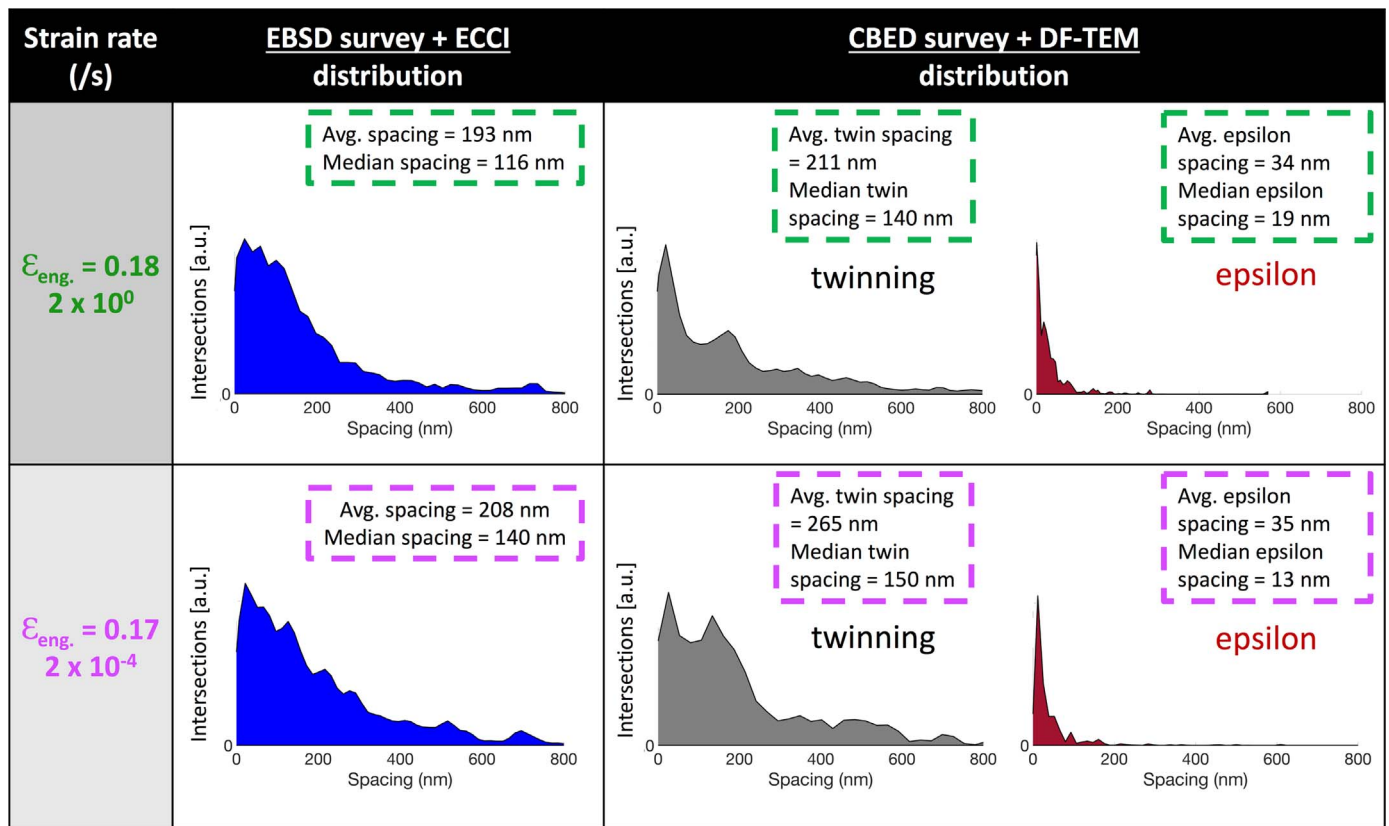 Strain rate
(/s)
EBSD survey + ECCI
distribution
CBED survey + DF-TEM
distribution
Ɛeng. = 0.18
2 x 10⁰
Avg. spacing = 193 nm
Median spacing = 116 nm
Intersections [a.u.]
0
0 200 400 600 800
Spacing (nm)
Avg. twin spacing
= 211 nm
Median twin
spacing = 140 nm
twinning
Intersections [a.u.]
0
0 200 400 600 800
Spacing (nm)
Avg. epsilon
spacing = 34 nm
Median epsilon
spacing = 19 nm
epsilon
0
0 200 400 600 800
Spacing (nm)
Ɛeng. = 0.17
2 x 10⁻⁴
Avg. spacing = 208 nm
Median spacing = 140 nm
Intersections [a.u.]
0
0 200 400 600 800
Spacing (nm)
Avg. twin spacing
= 265 nm
Median twin
spacing = 150 nm
twinning
Intersections [a.u.]
0
0 200 400 600 800
Spacing (nm)
Avg. epsilon
spacing = 35 nm
Median epsilon
spacing = 13 nm
epsilon
0
0 200 400 600 800
Spacing (nm)